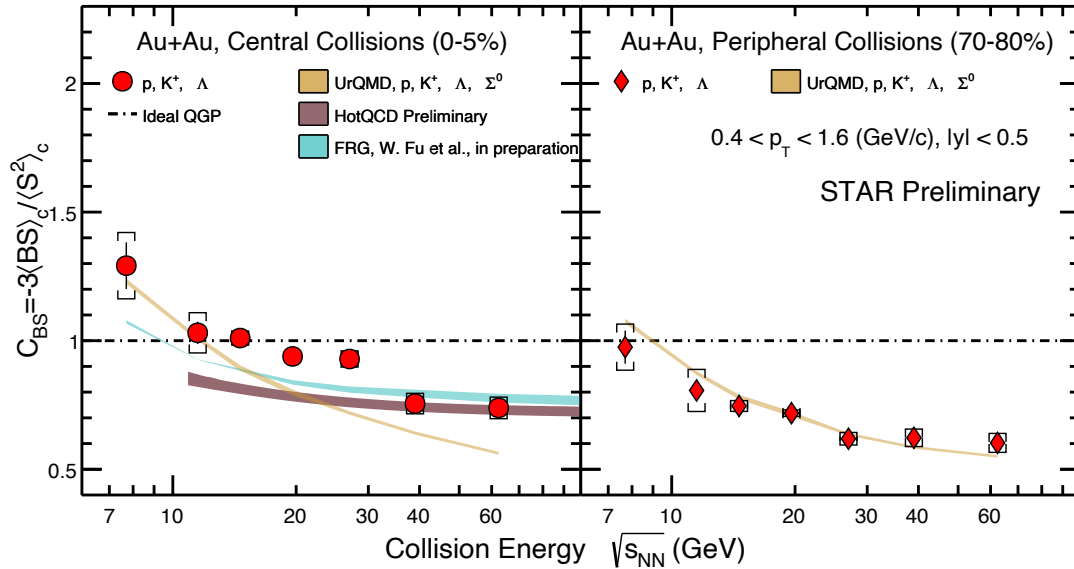 Au+Au, Central Collisions (0-5%)
p, K⁺, Λ
Ideal QGP
UrQMD, p, K⁺, Λ, Σ⁰
HotQCD Preliminary
FRG, W. Fu et al., in preparation
Au+Au, Peripheral Collisions (70-80%)
p, K⁺, Λ
UrQMD, p, K⁺, Λ, Σ⁰
0.4 < p_T < 1.6 (GeV/c), |y| < 0.5
STAR Preliminary
C_BS=-3⟨BS⟩_c/⟨S²⟩_c
2
1.5
1
0.5
7 10 20 30 60
7 10 20 30 60
Collision Energy √s_NN (GeV)